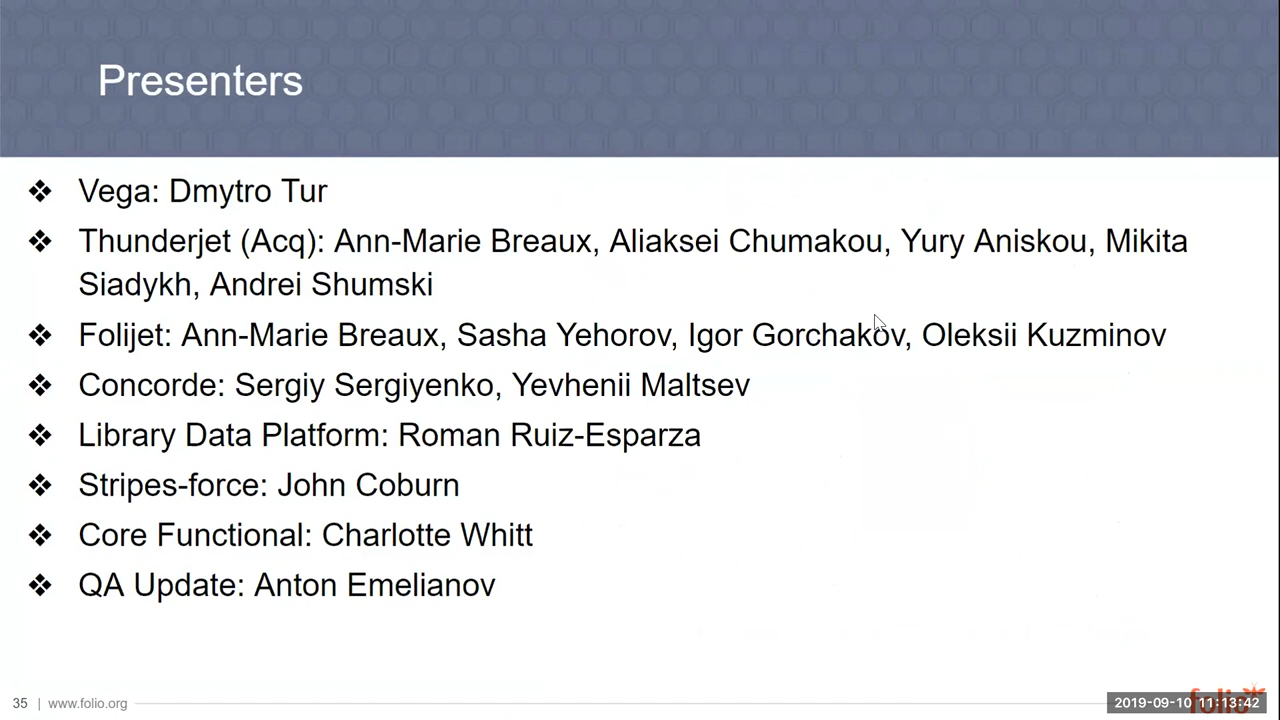 Presenters
❖ Vega: Dmytro Tur
❖ Thunderjet (Acq): Ann-Marie Breaux, Aliaksei Chumakou, Yury Aniskou, Mikita
Siadykh, Andrei Shumski
❖ Folijet: Ann-Marie Breaux, Sasha Yehorov, Igor Gorchakov, Oleksii Kuzminov
❖ Concorde: Sergiy Sergiyenko, Yevhenii Maltsev
❖ Library Data Platform: Roman Ruiz-Esparza
❖ Stripes-force: John Coburn
❖ Core Functional: Charlotte Whitt
❖ QA Update: Anton Emelianov
35 | www.folio.org
folio
2019-09-10 11:13:42